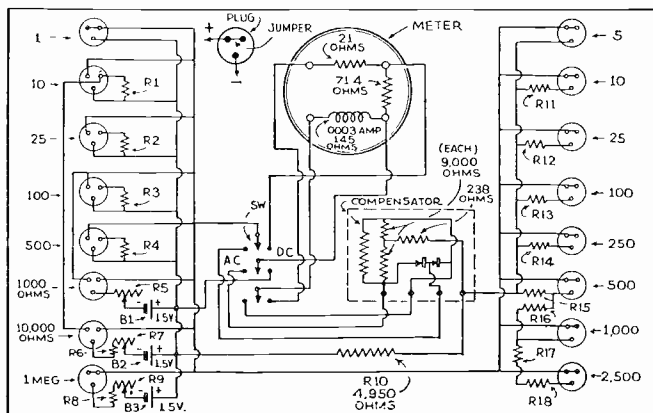 PLUG
+
JUMPER
-
METER
21
OHMS
714
OHMS
.0003 AMP
145
OHMS
(EACH)
9,000
OHMS
238
OHMS
COMPENSATOR
SW
AC
DC
1
10
R1
25
R2
100
R3
500
R4
1000
OHMS
R5
B1
+
1.5V
10,000
OHMS
R7
R6
B2
+
1.5V
1 MEG
R9
R8
B3
+
1.5V.
R10
4,950
OHMS
5
10
R11
25
R12
100
R13
250
R14
500
R15
R16
1,000
R17
2,500
R18